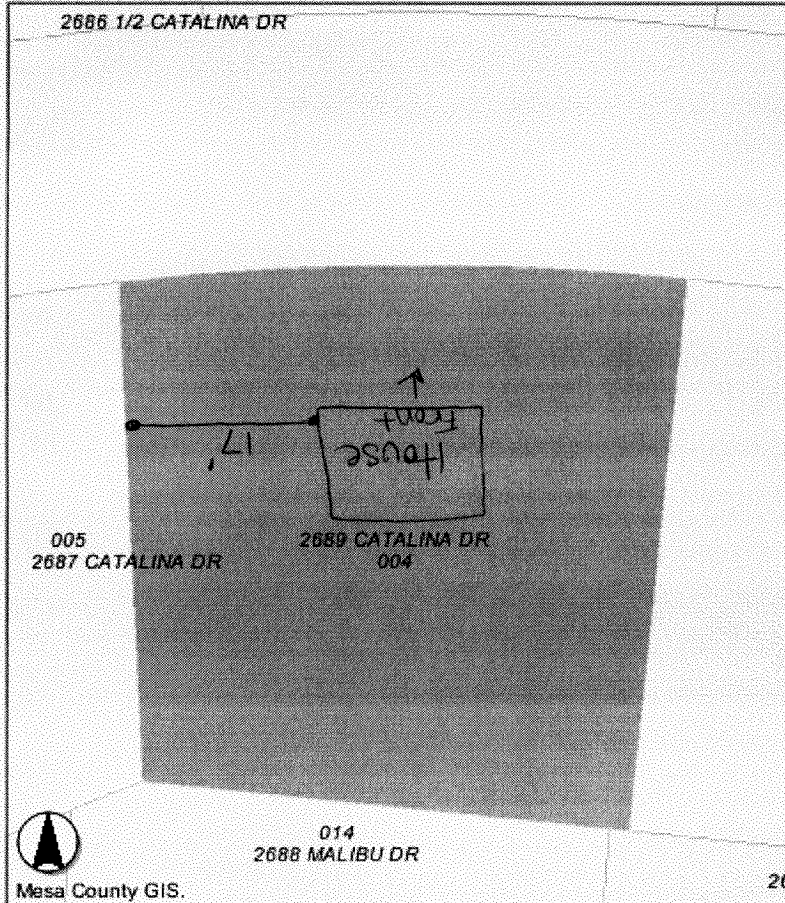 2686 1/2 CATALINA DR
Front
House
17'
005
2687 CATALINA DR
2689 CATALINA DR
004
014
2688 MALIBU DR
Mesa County GIS.
26